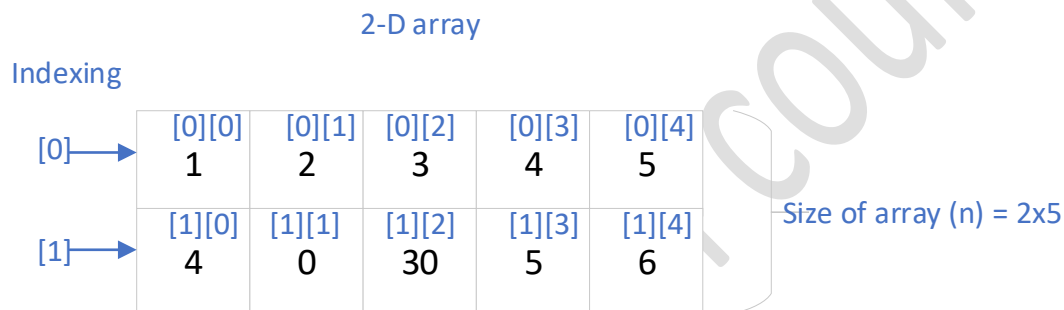 2-D array
Indexing
[0][0] [0][1] [0][2] [0][3] [0][4]
[0] 1 2 3 4 5
[1][0] [1][1] [1][2] [1][3] [1][4]
[1] 4 0 30 5 6
Size of array (n) = 2x5